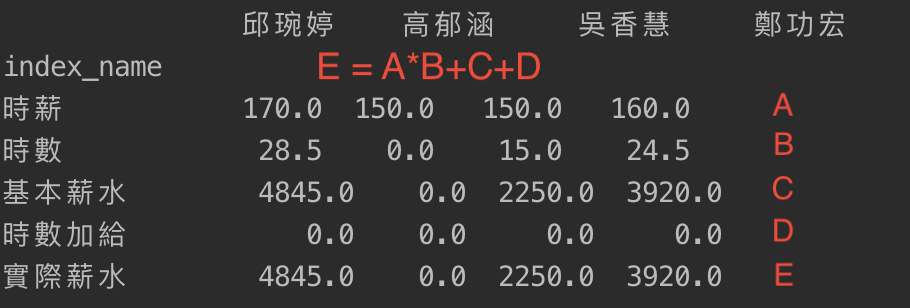 邱琬婷 高郁涵 吳香慧 鄭功宏
index_name E = A*B+C+D
時薪 170.0 150.0 150.0 160.0 A
時數 28.5 0.0 15.0 24.5 B
基本薪水 4845.0 0.0 2250.0 3920.0 C
時數加給 0.0 0.0 0.0 0.0 D
實際薪水 4845.0 0.0 2250.0 3920.0 E